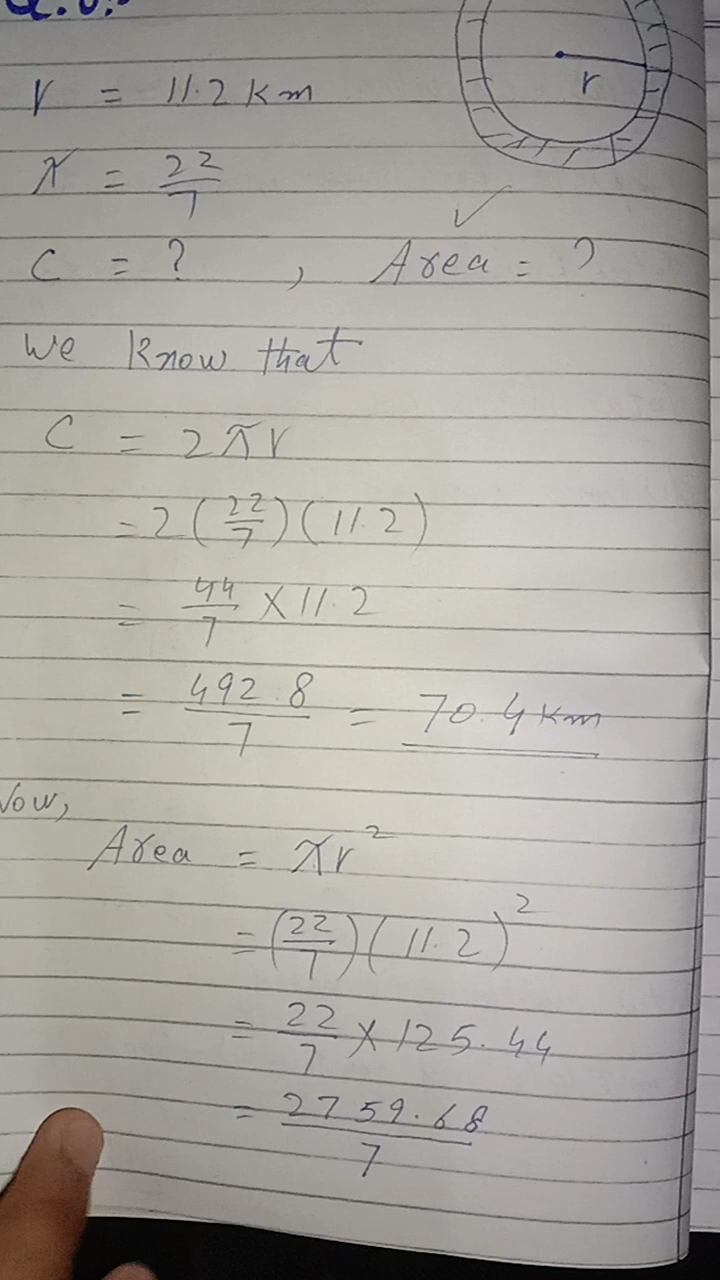 r = 11.2 km
r
π = 22/7
C = ? , Area = ?
We know that
C = 2πr
= 2(22/7)(11.2)
= 44/7 × 11.2
= 492.8/7 = 70.4 km
Now,
Area = πr²
= (22/7)(11.2)²
= 22/7 × 125.44
= 2759.68/7